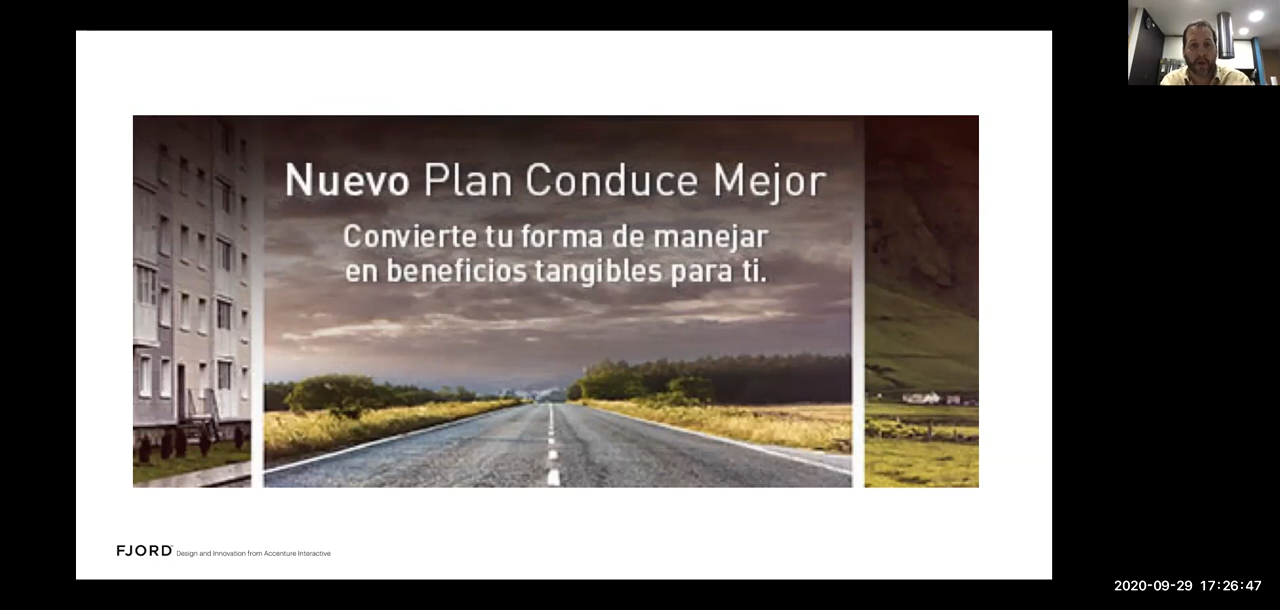 Nuevo Plan Conduce Mejor
Convierte tu forma de manejar
en beneficios tangibles para ti.
FJORD Design and Innovation from Accenture Interactive
2020-09-29 17:26:47